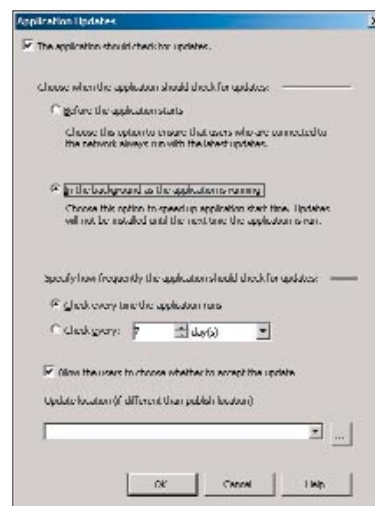 Application Updates
The application should check for updates.
Choose when the application should check for updates:
Before the application starts
Choose this option to ensure that users who are connected to
the network always run with the latest updates.
In the background as the application is running
Choose this option to speed up application start time. Updates
will not be installed until the next time the application is run.
Specify how frequently the application should check for updates:
Check every time the application runs
Check every: 7 day(s)
Allow the users to choose whether to accept the update
Update location (if different than publish location)
...
OK Cancel Help